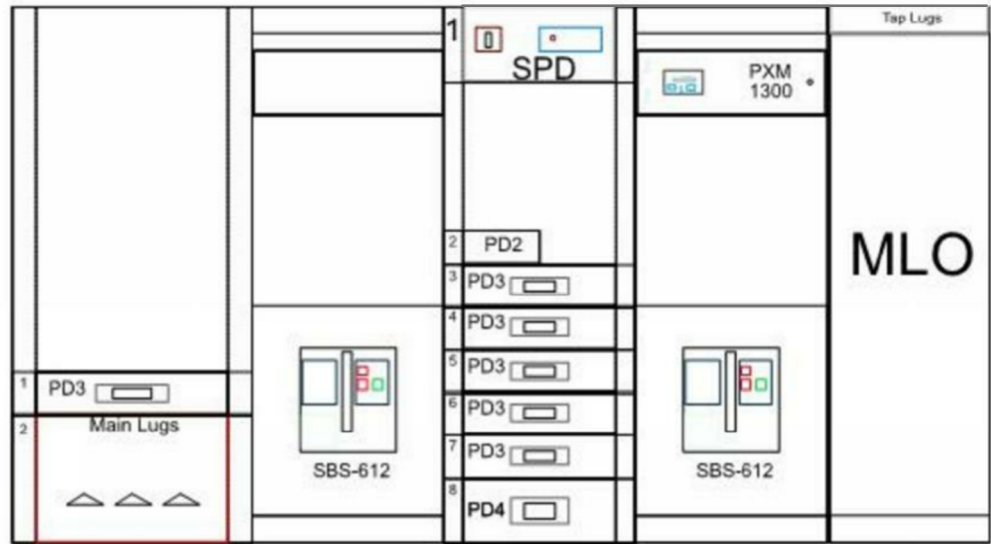 1
PD3
2
Main Lugs
SBS-612
1
SPD
2
PD2
3
PD3
4
PD3
5
PD3
6
PD3
7
PD3
8
PD4
PXM
1300
SBS-612
Tap Lugs
MLO